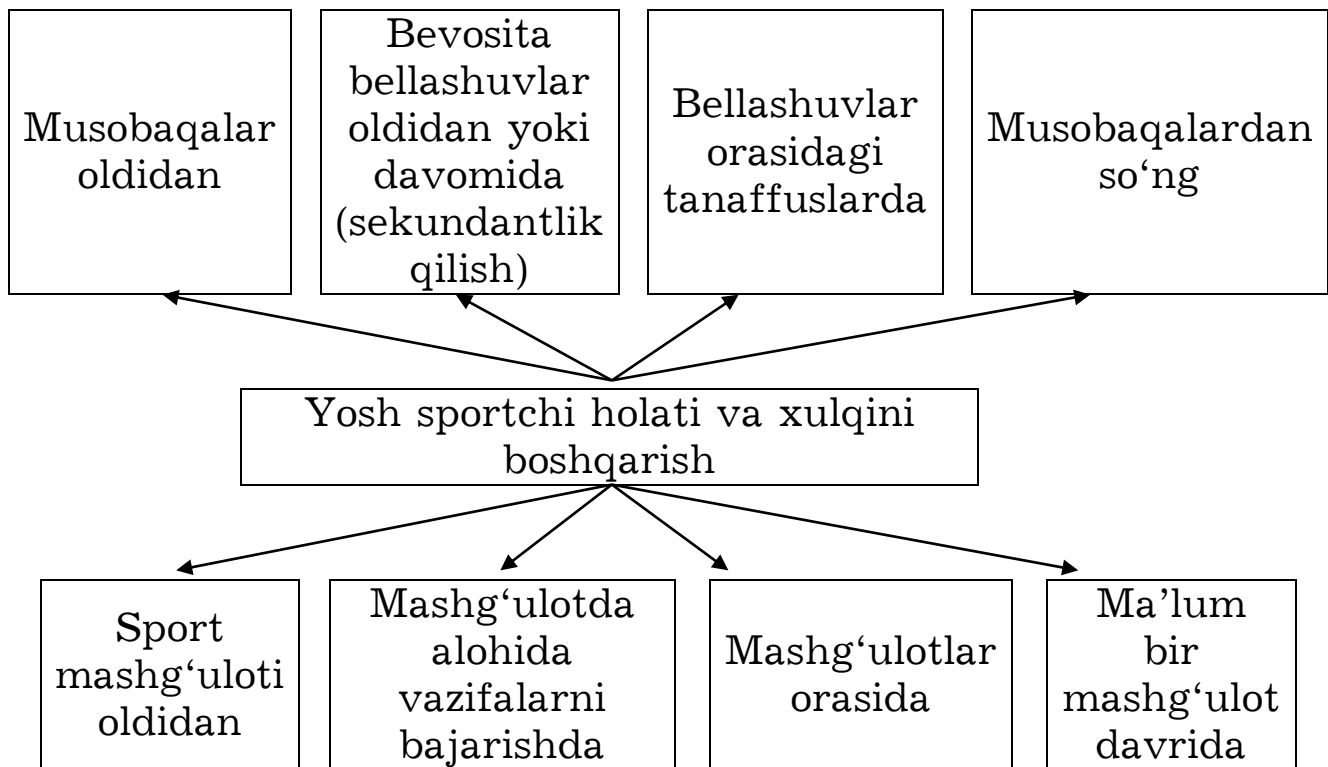 Musobaqalar
oldidan
Bevosita
bellashuvlar
oldidan yoki
davomida
(sekundantlik
qilish)
Bellashuvlar
orasidagi
tanaffuslarda
Musobaqalardan
so‘ng
Yosh sportchi holati va xulqini
boshqarish
Sport
mashg‘uloti
oldidan
Mashg‘ulotda
alohida
vazifalarni
bajarishda
Mashg‘ulotlar
orasida
Ma’lum
bir
mashg‘ulot
davrida